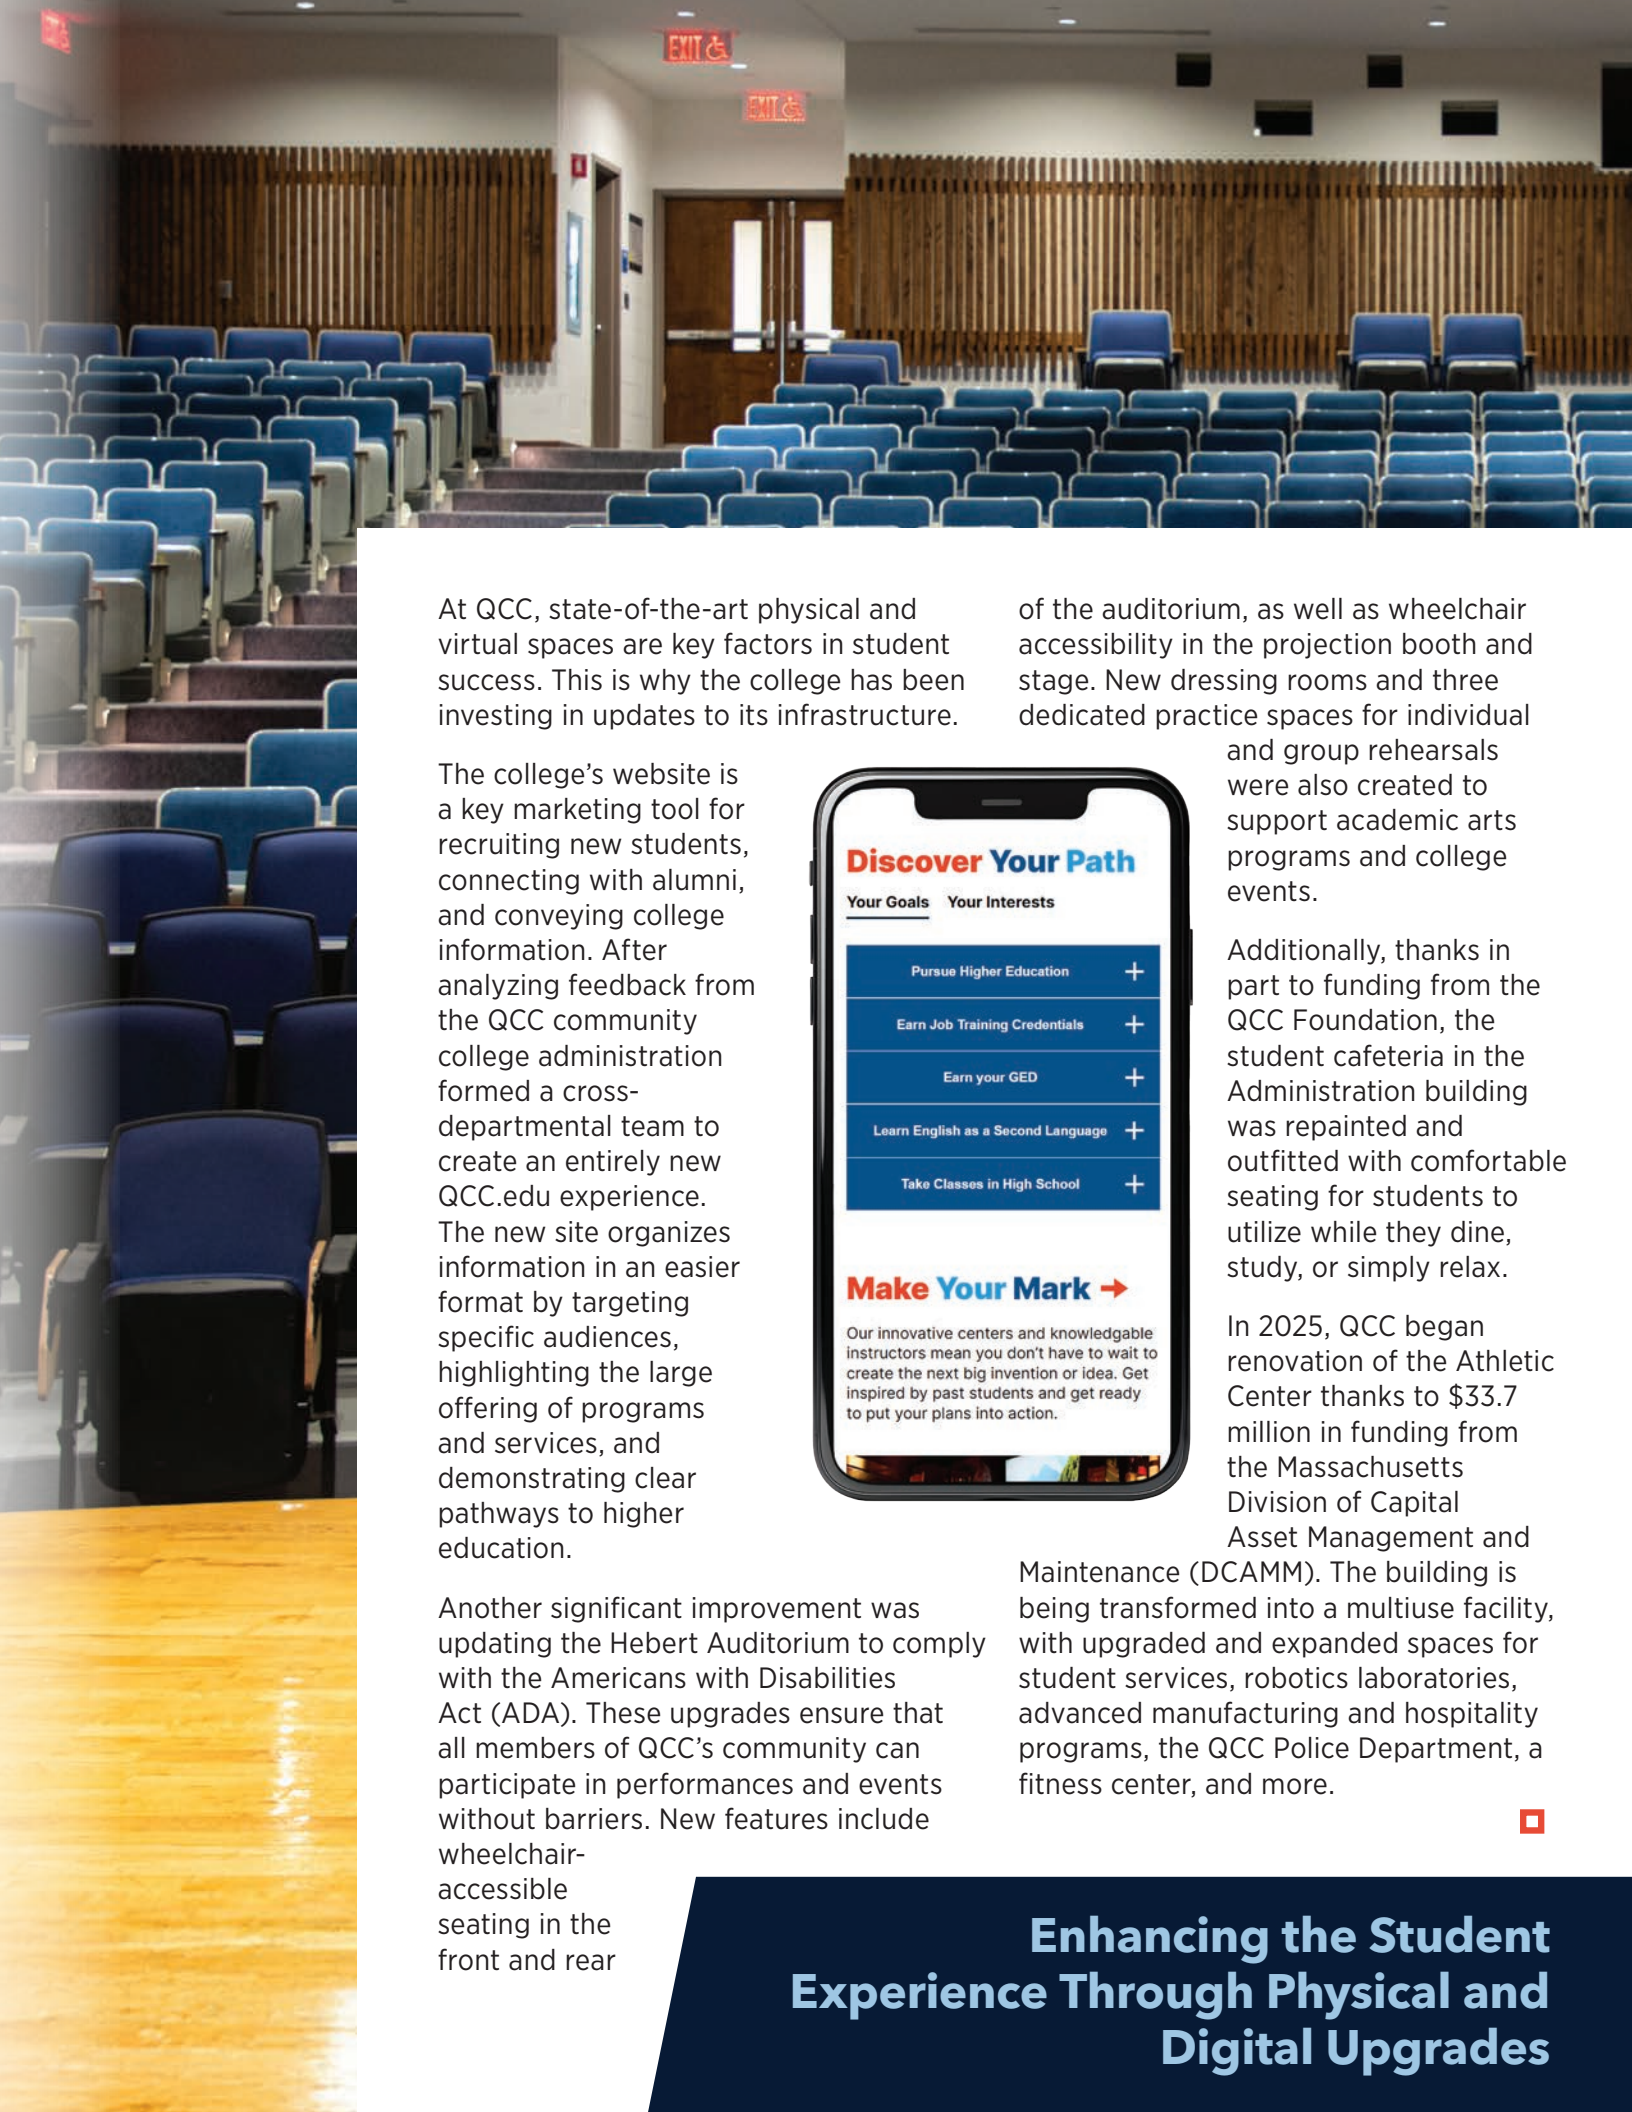 EXIT
EXIT
At QCC, state-of-the-art physical and
virtual spaces are key factors in student
success. This is why the college has been
investing in updates to its infrastructure.
The college's website is
a key marketing tool for
recruiting new students,
connecting with alumni,
and conveying college
information. After
analyzing feedback from
the QCC community
college administration
formed a cross-
departmental team to
create an entirely new
QCC.edu experience.
The new site organizes
information in an easier
format by targeting
specific audiences,
highlighting the large
offering of programs
and services, and
demonstrating clear
pathways to higher
education.
Another significant improvement was
updating the Hebert Auditorium to comply
with the Americans with Disabilities
Act (ADA). These upgrades ensure that
all members of QCC's community can
participate in performances and events
without barriers. New features include
wheelchair-
accessible
seating in the
front and rear
of the auditorium, as well as wheelchair
accessibility in the projection booth and
stage. New dressing rooms and three
dedicated practice spaces for individual
and group rehearsals
were also created to
support academic arts
programs and college
events.
Additionally, thanks in
part to funding from the
QCC Foundation, the
student cafeteria in the
Administration building
was repainted and
outfitted with comfortable
seating for students to
utilize while they dine,
study, or simply relax.
In 2025, QCC began
renovation of the Athletic
Center thanks to $33.7
million in funding from
the Massachusetts
Division of Capital
Asset Management and
Maintenance (DCAMM). The building is
being transformed into a multiuse facility,
with upgraded and expanded spaces for
student services, robotics laboratories,
advanced manufacturing and hospitality
programs, the QCC Police Department, a
fitness center, and more.
Discover Your Path
Your Goals Your Interests
Pursue Higher Education +
Earn Job Training Credentials +
Earn your GED +
Learn English as a Second Language +
Take Classes in High School +
Make Your Mark →
Our innovative centers and knowledgable
instructors mean you don't have to wait to
create the next big invention or idea. Get
inspired by past students and get ready
to put your plans into action.
Enhancing the Student
Experience Through Physical and
Digital Upgrades